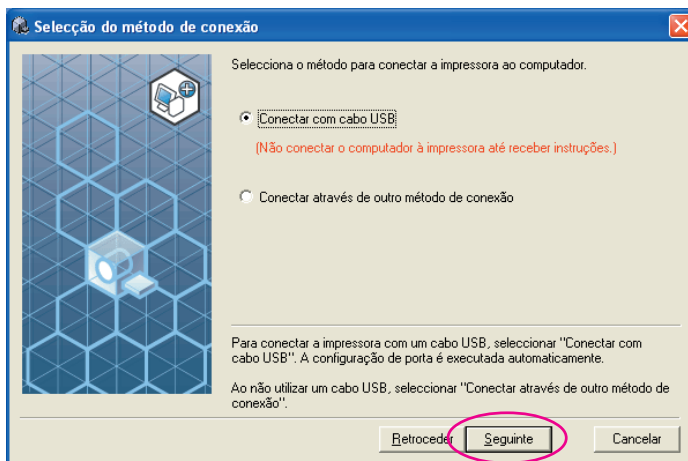 Selecção do método de conexão
Selecciona o método para conectar a impressora ao computador.
Conectar com cabo USB
(Não conectar o computador à impressora até receber instruções.)
Conectar através de outro método de conexão
Para conectar a impressora com um cabo USB, seleccionar "Conectar com
cabo USB". A configuração de porta é executada automaticamente.
Ao não utilizar um cabo USB, seleccionar "Conectar através de outro método de
conexão".
Retroceder
Seguinte
Cancelar